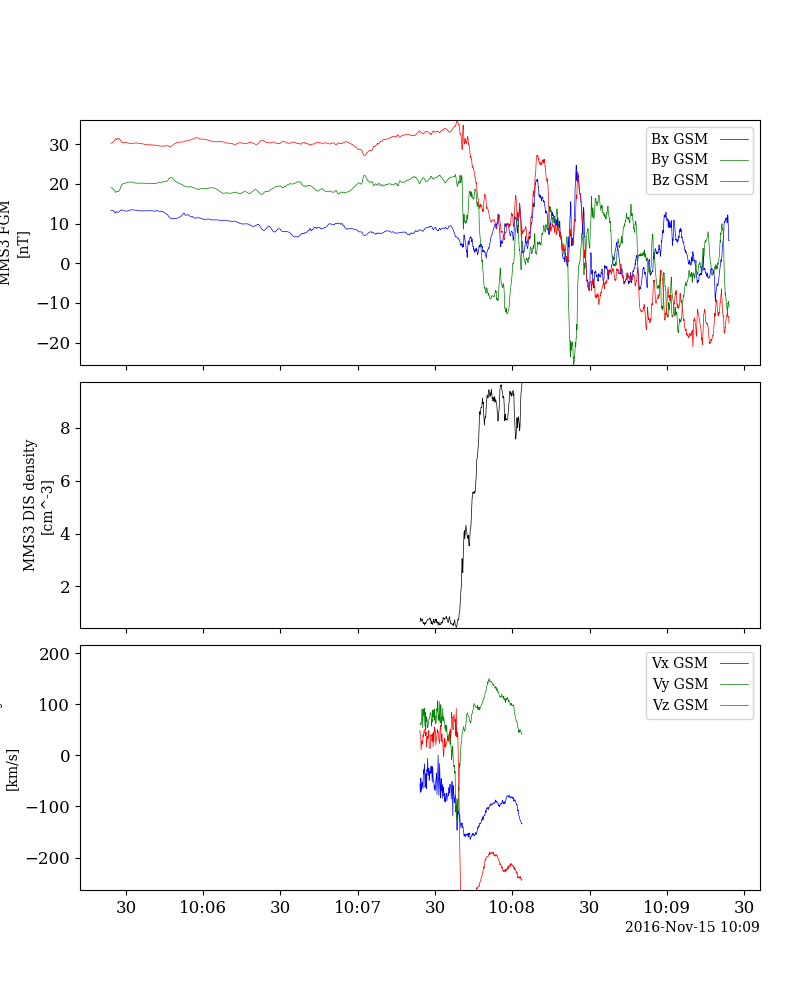 30
20
10
0
−10
−20
MMS3 FGM
[nT]
Bx GSM
By GSM
Bz GSM
8
6
4
2
MMS3 DIS density
[cm^-3]
200
100
0
−100
−200
[km/s]
Vx GSM
Vy GSM
Vz GSM
30
10:06
30
10:07
30
10:08
30
10:09
30
2016-Nov-15 10:09